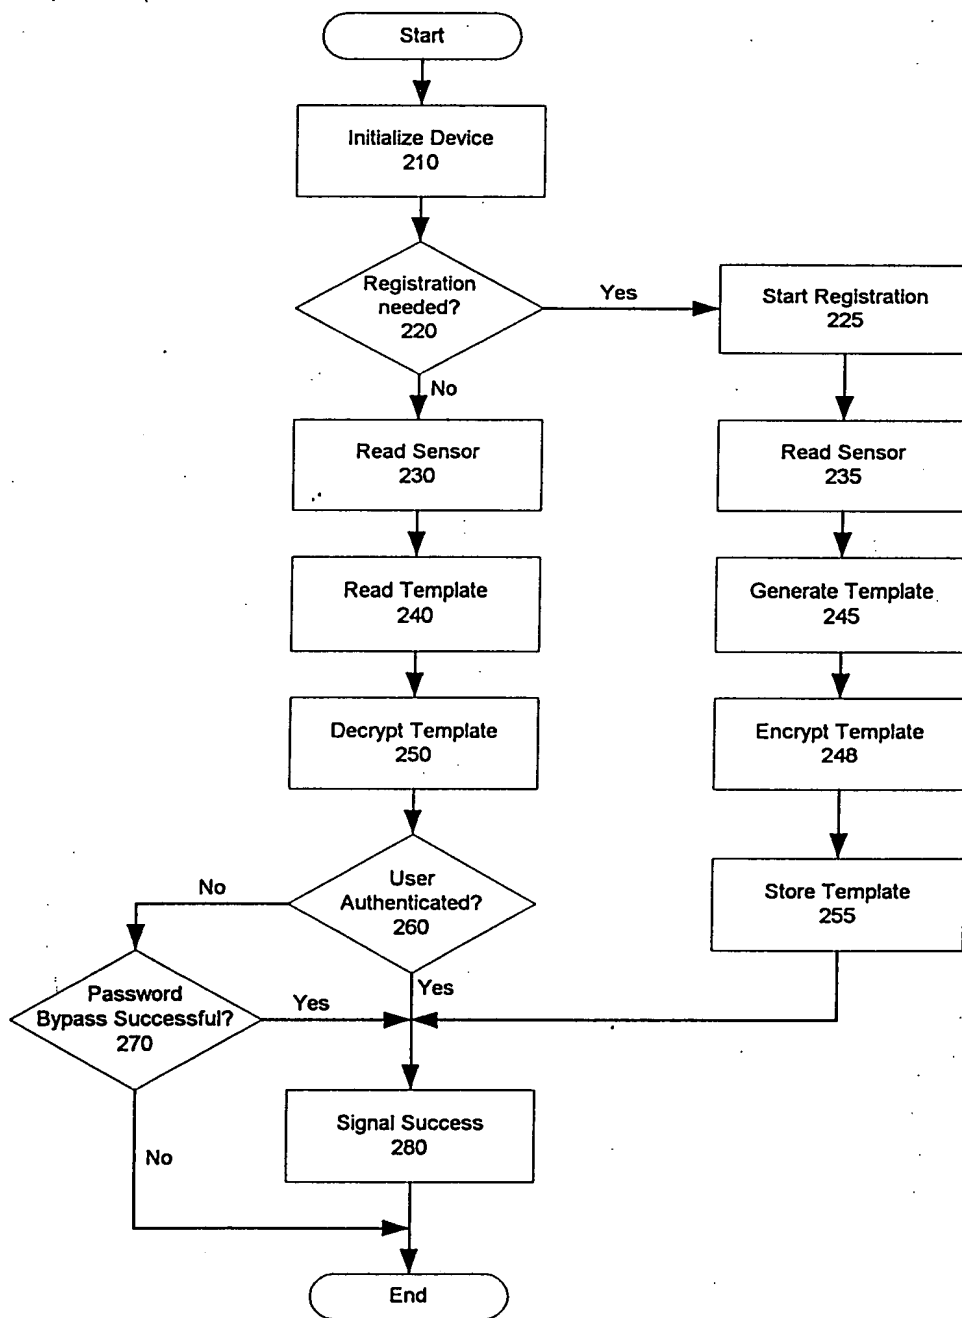 Start
Initialize Device
210
Registration
needed?
220
Yes
Start Registration
225
No
Read Sensor
230
Read Sensor
235
Read Template
240
Generate Template
245
Decrypt Template
250
Encrypt Template
248
No
User
Authenticated?
260
Store Template
255
Password
Bypass Successful?
270
Yes
Yes
Signal Success
280
No
End